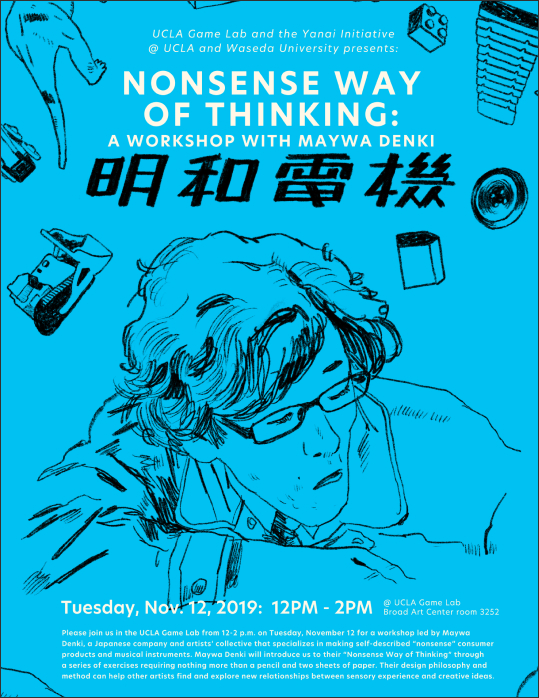 UCLA Game Lab and the Yanai Initiative
@ UCLA and Waseda University presents:
NONSENSE WAY
OF THINKING:
A WORKSHOP WITH MAYWA DENKI
明和電機
Tuesday, Nov. 12, 2019: 12PM - 2PM
@ UCLA Game Lab
Broad Art Center room 3252
Please join us in the UCLA Game Lab from 12-2 p.m. on Tuesday, November 12 for a workshop led by Maywa
Denki, a Japanese company and artists' collective that specializes in making self-described "nonsense" consumer
products and musical instruments. Maywa Denki will introduce us to their "Nonsense Way of Thinking" through
a series of exercises requiring nothing more than a pencil and two sheets of paper. Their design philosophy and
method can help other artists find and explore new relationships between sensory experience and creative ideas.